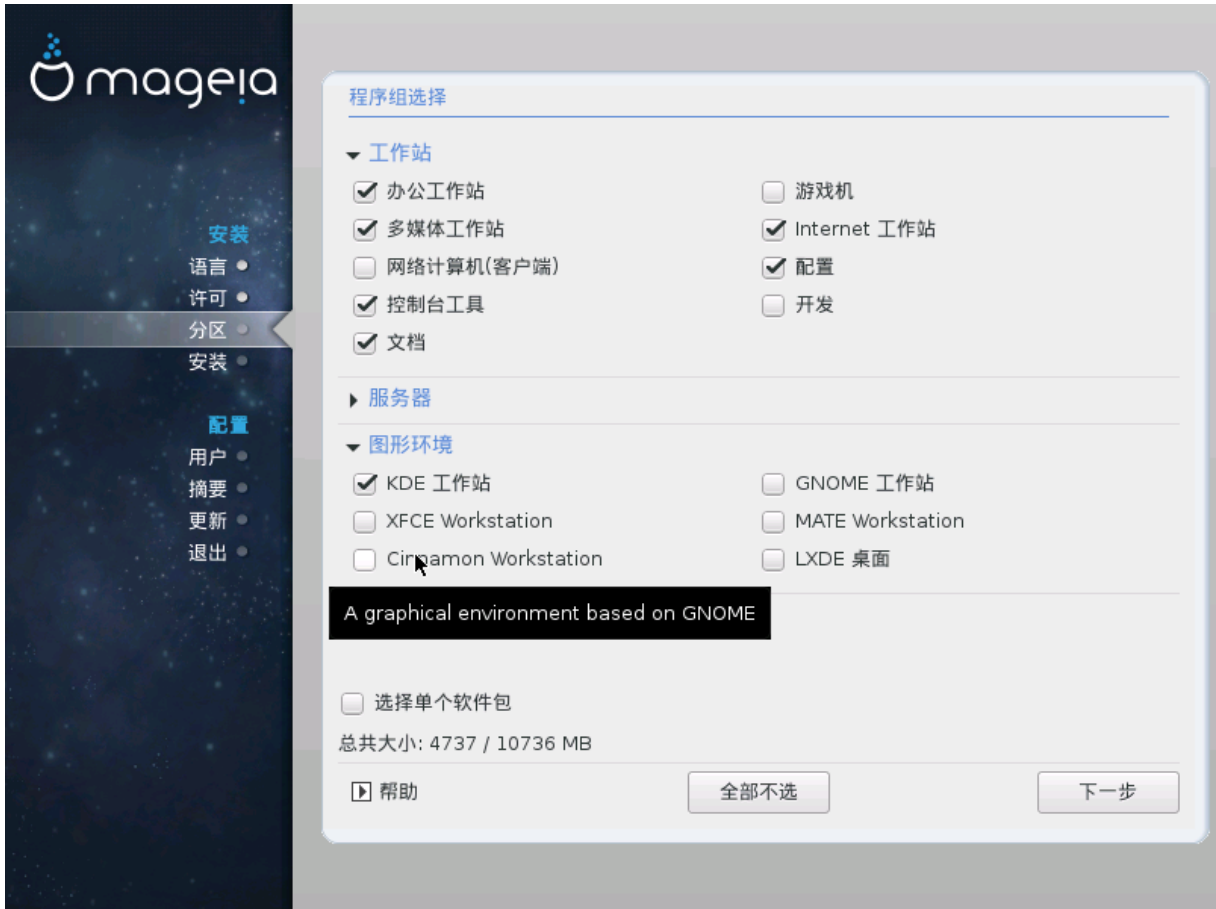 mageia
安装
语言
许可
分区
安装
配置
用户
摘要
更新
退出
程序组选择
工作站
办公工作站
游戏机
多媒体工作站
Internet 工作站
网络计算机(客户端)
配置
控制台工具
开发
文档
服务器
图形环境
KDE 工作站
GNOME 工作站
XFCE Workstation
MATE Workstation
Cinnamon Workstation
LXDE 桌面
A graphical environment based on GNOME
选择单个软件包
总共大小: 4737 / 10736 MB
帮助
全部不选
下一步